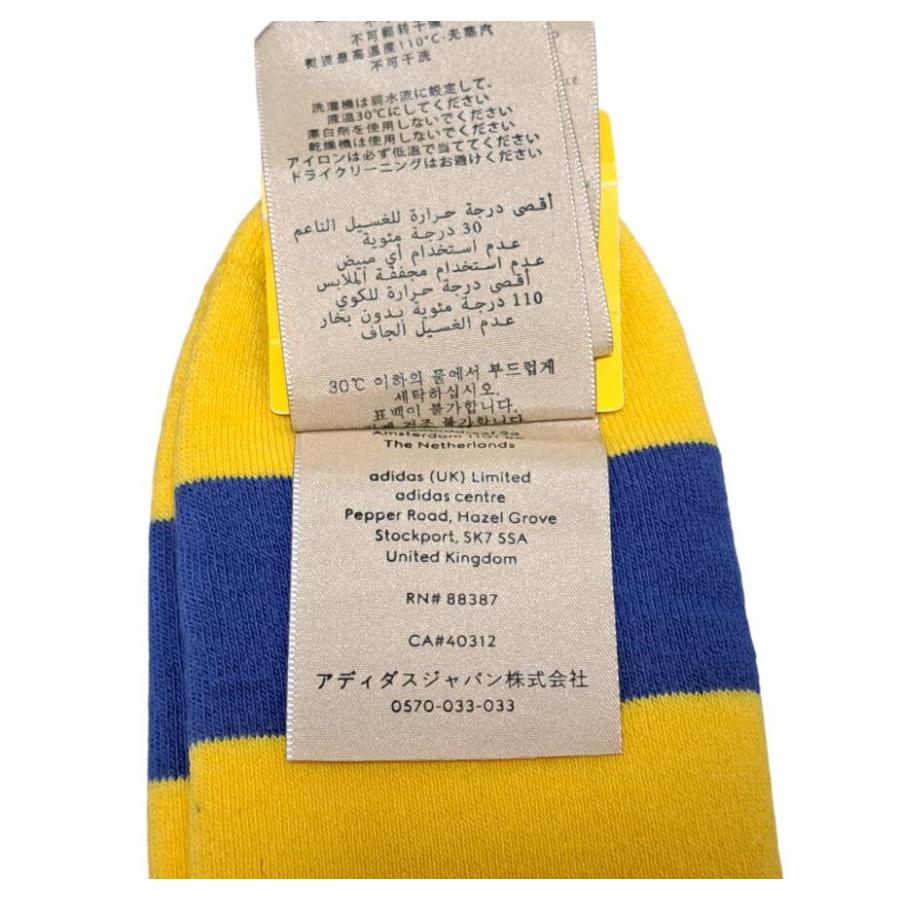 不可翻转干燥
熨烫最高温度110°C-无蒸汽
不可干洗
洗濯機は弱水流に設定して、
液温30℃にしてください
漂白剤を使用しないでください
乾燥機は使用しないでください
アイロンは必ず低温で当ててください
ドライクリーニングはお避けください
أقصى درجة حرارة للغسيل الناعم
30 درجة مئوية
عدم استخدام أي مبيض
عدم استخدام مجففة الملابس
أقصى درجة حرارة للكوي
110 درجة مئوية بدون بخار
عدم الغسيل الجاف
30℃ 이하의 물에서 부드럽게
세탁하십시오.
표백이 불가합니다.
건조 불가합니다.
Amsterdam
The Netherlands
adidas (UK) Limited
adidas centre
Pepper Road, Hazel Grove
Stockport, SK7 5SA
United Kingdom
RN# 88387
CA#40312
アディダスジャパン株式会社
0570-033-033